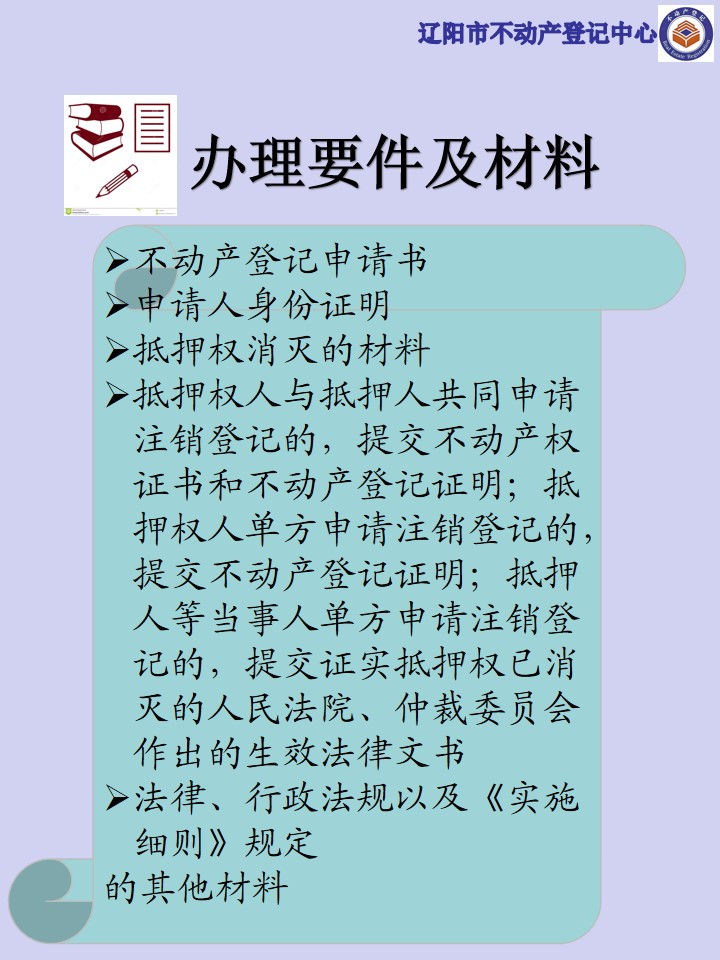 辽阳市不动产登记中心
不动产登记
Real Estate Registration
办理要件及材料
➢不动产登记申请书
➢申请人身份证明
➢抵押权消灭的材料
➢抵押权人与抵押人共同申请
注销登记的，提交不动产权
证书和不动产登记证明；抵
押权人单方申请注销登记的，
提交不动产登记证明；抵押
人等当事人单方申请注销登
记的，提交证实抵押权已消
灭的人民法院、仲裁委员会
作出的生效法律文书
➢法律、行政法规以及《实施
细则》规定
的其他材料